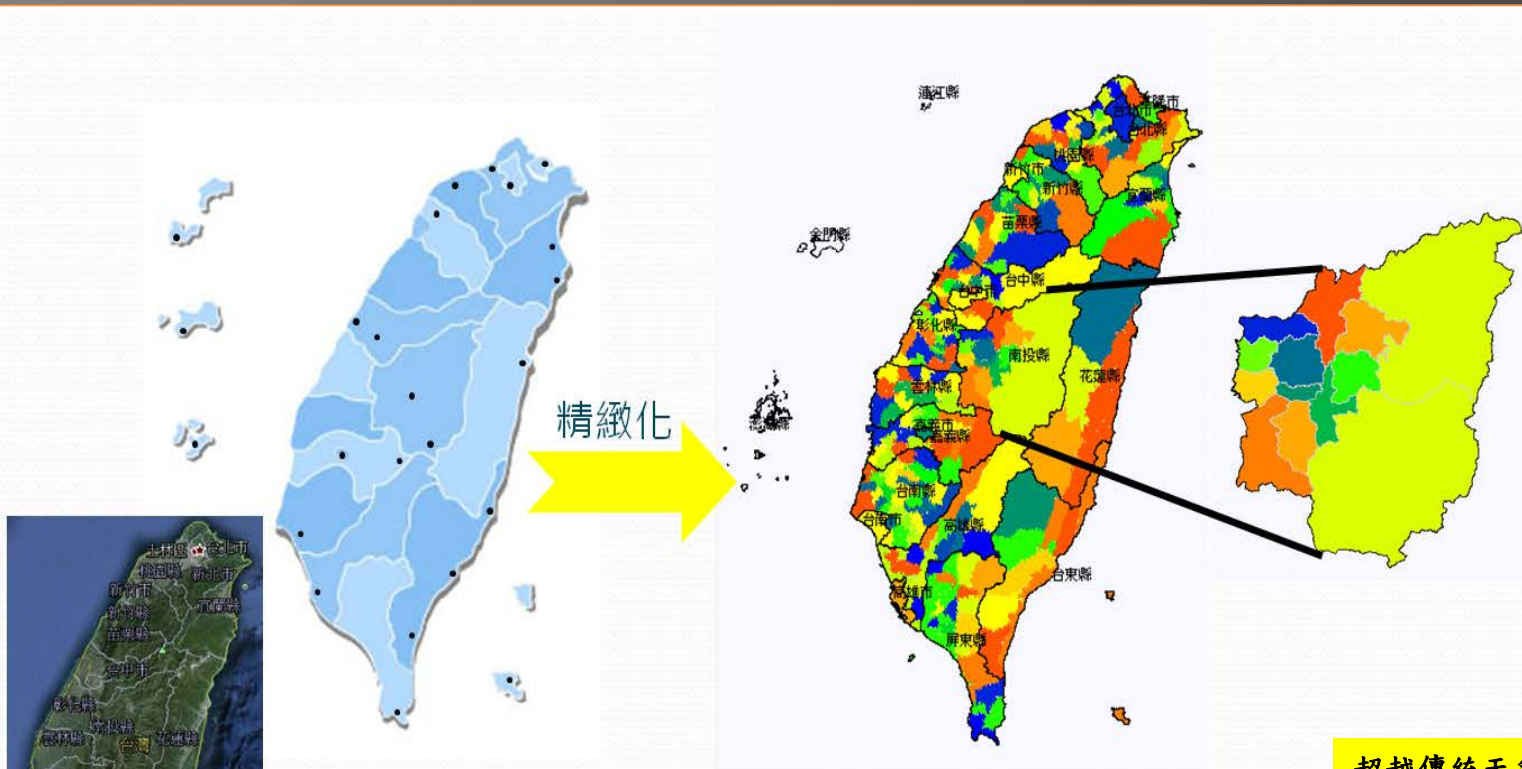 精緻化
連江縣
基隆市
台北市
台北縣
桃園縣
新竹市
新竹縣
宜蘭縣
苗栗縣
金門縣
台中縣
台中市
彰化縣
南投縣
花蓮縣
雲林縣
澎湖縣
嘉義市
嘉義縣
台南縣
台南市
高雄縣
台東縣
高雄市
屏東縣
士林區 台北市
桃園縣 新北市
新竹市
宜蘭縣
新竹縣
苗栗縣
台中市
彰化縣
南投縣
雲林縣
台灣
花蓮縣